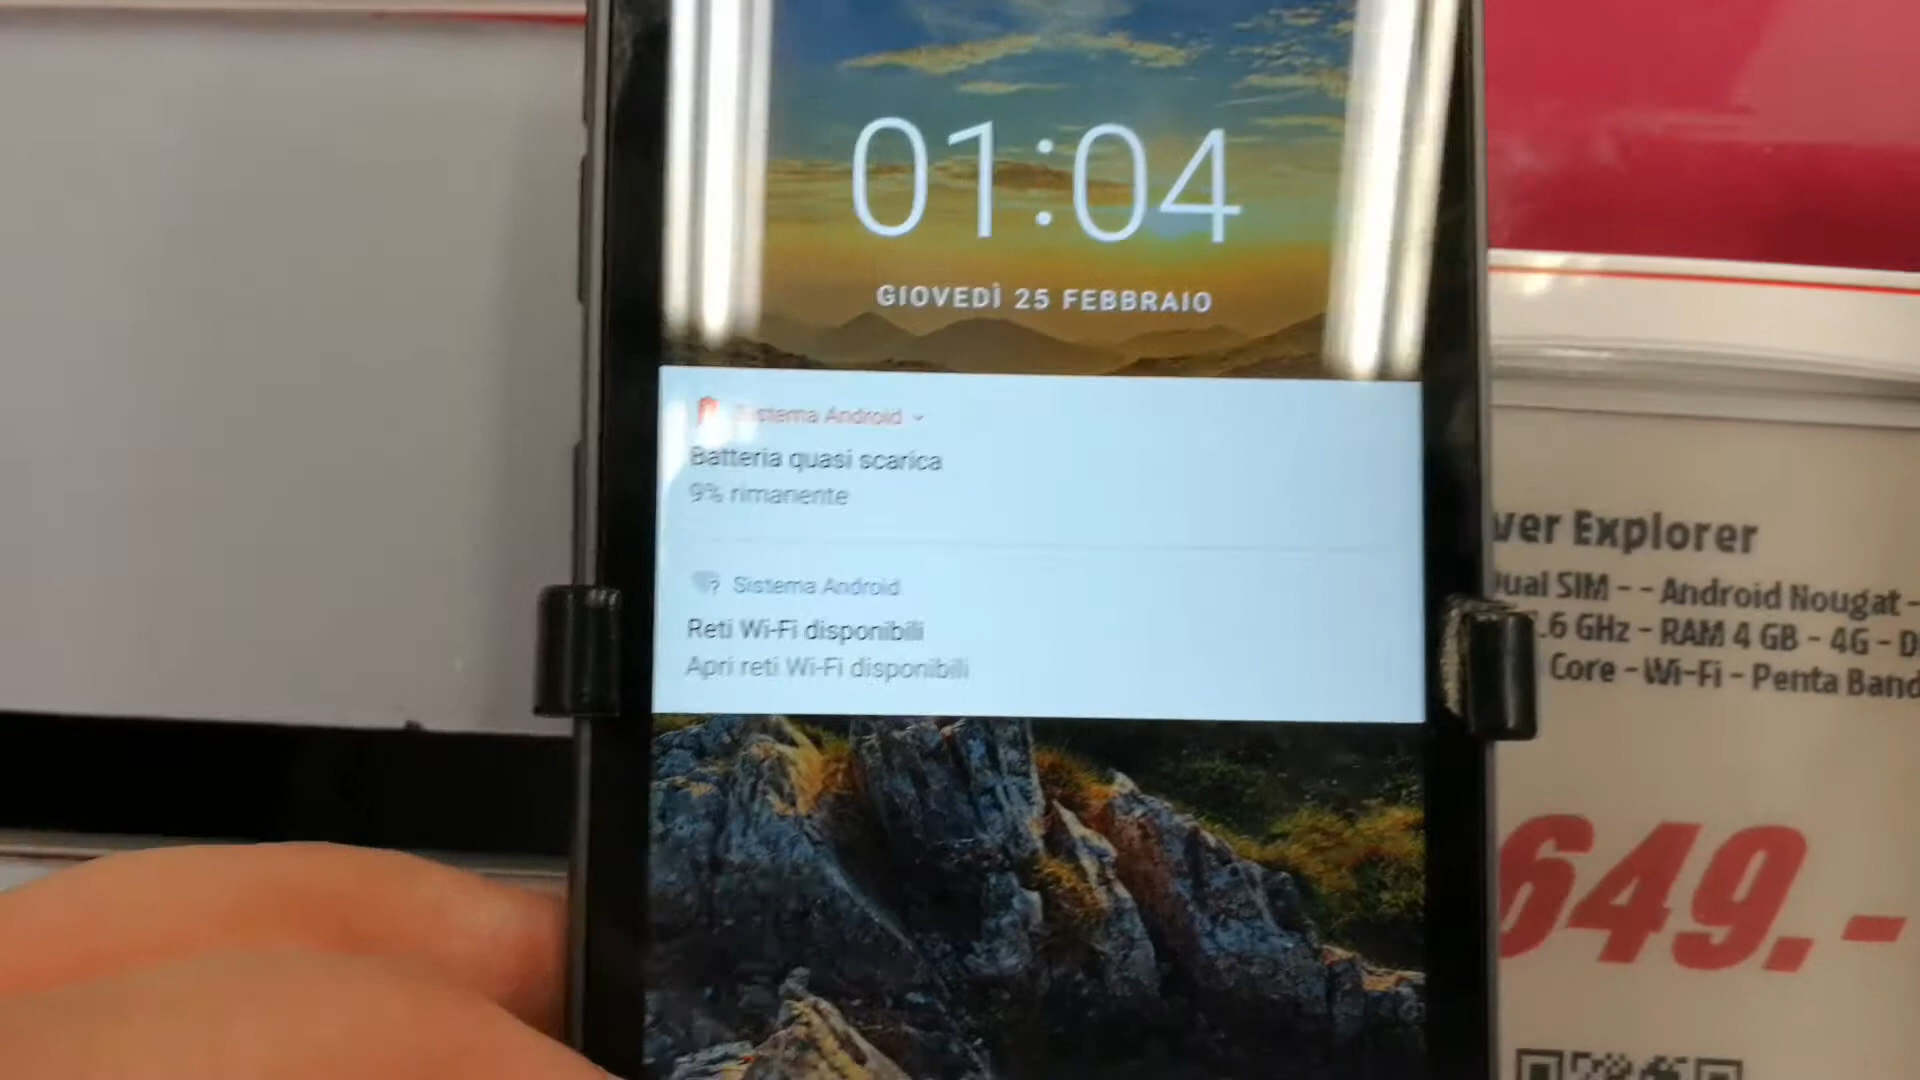 01:04
GIOVEDÌ 25 FEBBRAIO
Sistema Android
Batteria quasi scarica
9% rimanente
Sistema Android
Reti Wi-Fi disponibili
Apri reti Wi-Fi disponibili
ver Explorer
ual SIM - - Android Nougat -
.6 GHz - RAM 4 GB - 4G - D
Core - Wi-Fi - Penta Band
649.-